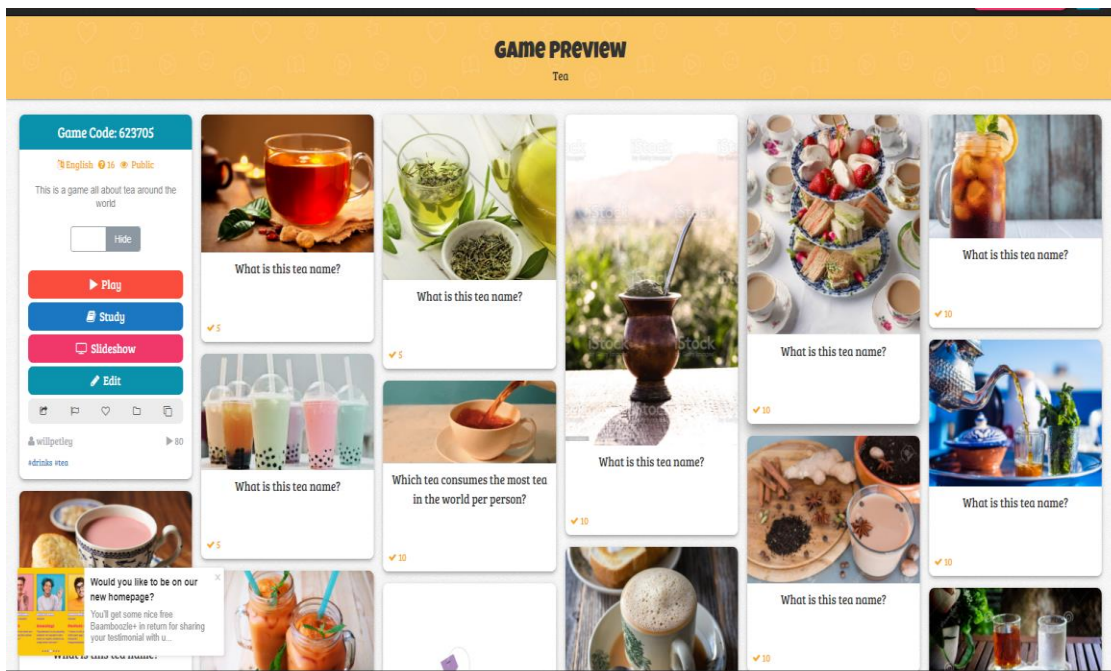 GAME PREVIEW
Tea
Game Code: 623705
English 16 Public
This is a game all about tea around the
world
Hide
Play
Study
Slideshow
Edit
willpetley 80
#drinks #tea
What is this tea name?
5
What is this tea name?
5
What is this tea name?
5
Which tea consumes the most tea
in the world per person?
10
iStock
iStock
iStock
iStock
What is this tea name?
10
What is this tea name?
10
What is this tea name?
10
What is this tea name?
10
What is this tea name?
10
Would you like to be on our
new homepage?
You'll get some nice free
Baamboozle+ in return for sharing
your testimonial with u...
What is this tea name?